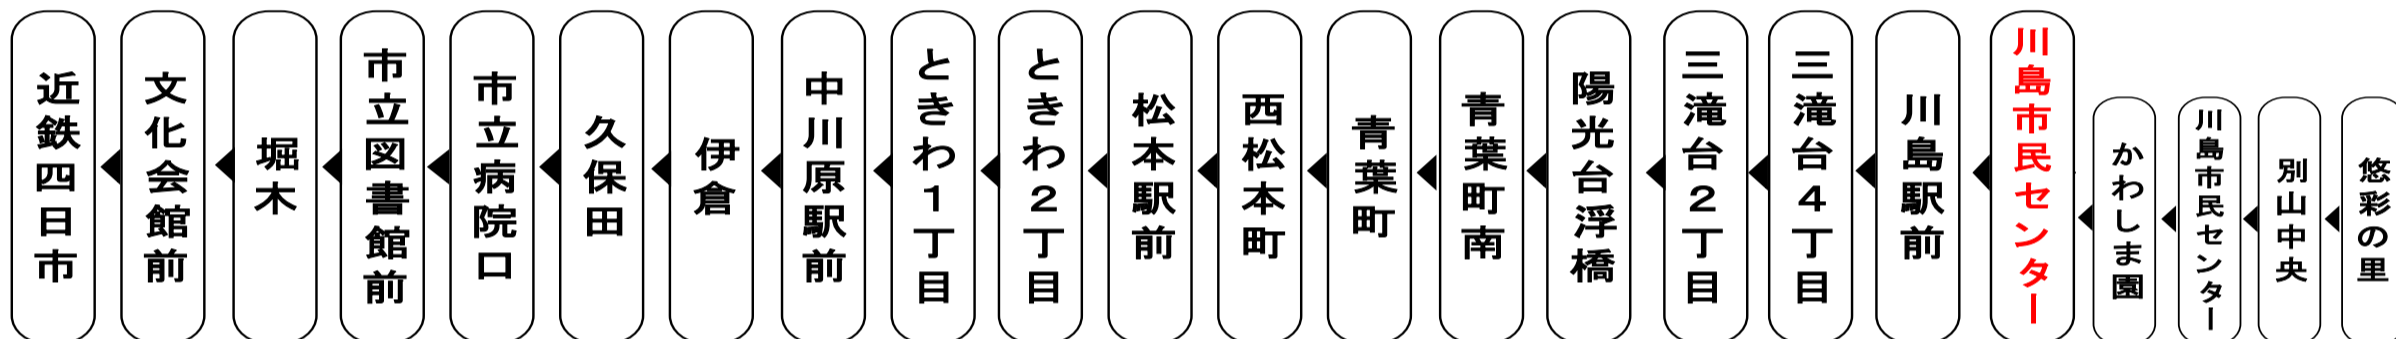 近鉄四日市
文化会館前
堀木
市立図書館前
市立病院口
久保田
伊倉
中川原駅前
ときわ1丁目
ときわ2丁目
松本駅前
西松本町
青葉町
青葉町南
陽光台浮橋
三滝台2丁目
三滝台4丁目
川島駅前
川島市民センター
かわしま園
川島市民センター
別山中央
悠彩の里